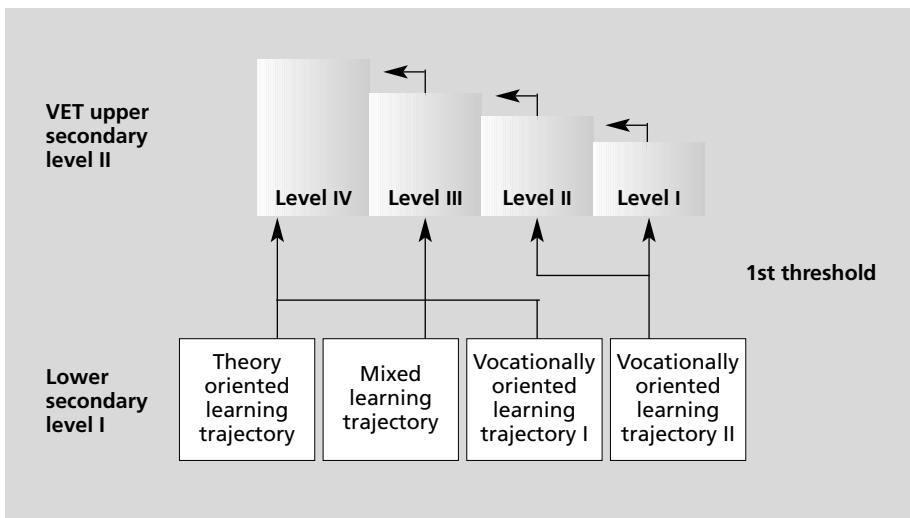 VET upper
secondary
level II
Level IV
Level III
Level II
Level I
1st threshold
Lower
secondary
level I
Theory
oriented
learning
trajectory
Mixed
learning
trajectory
Vocationally
oriented
learning
trajectory I
Vocationally
oriented
learning
trajectory II